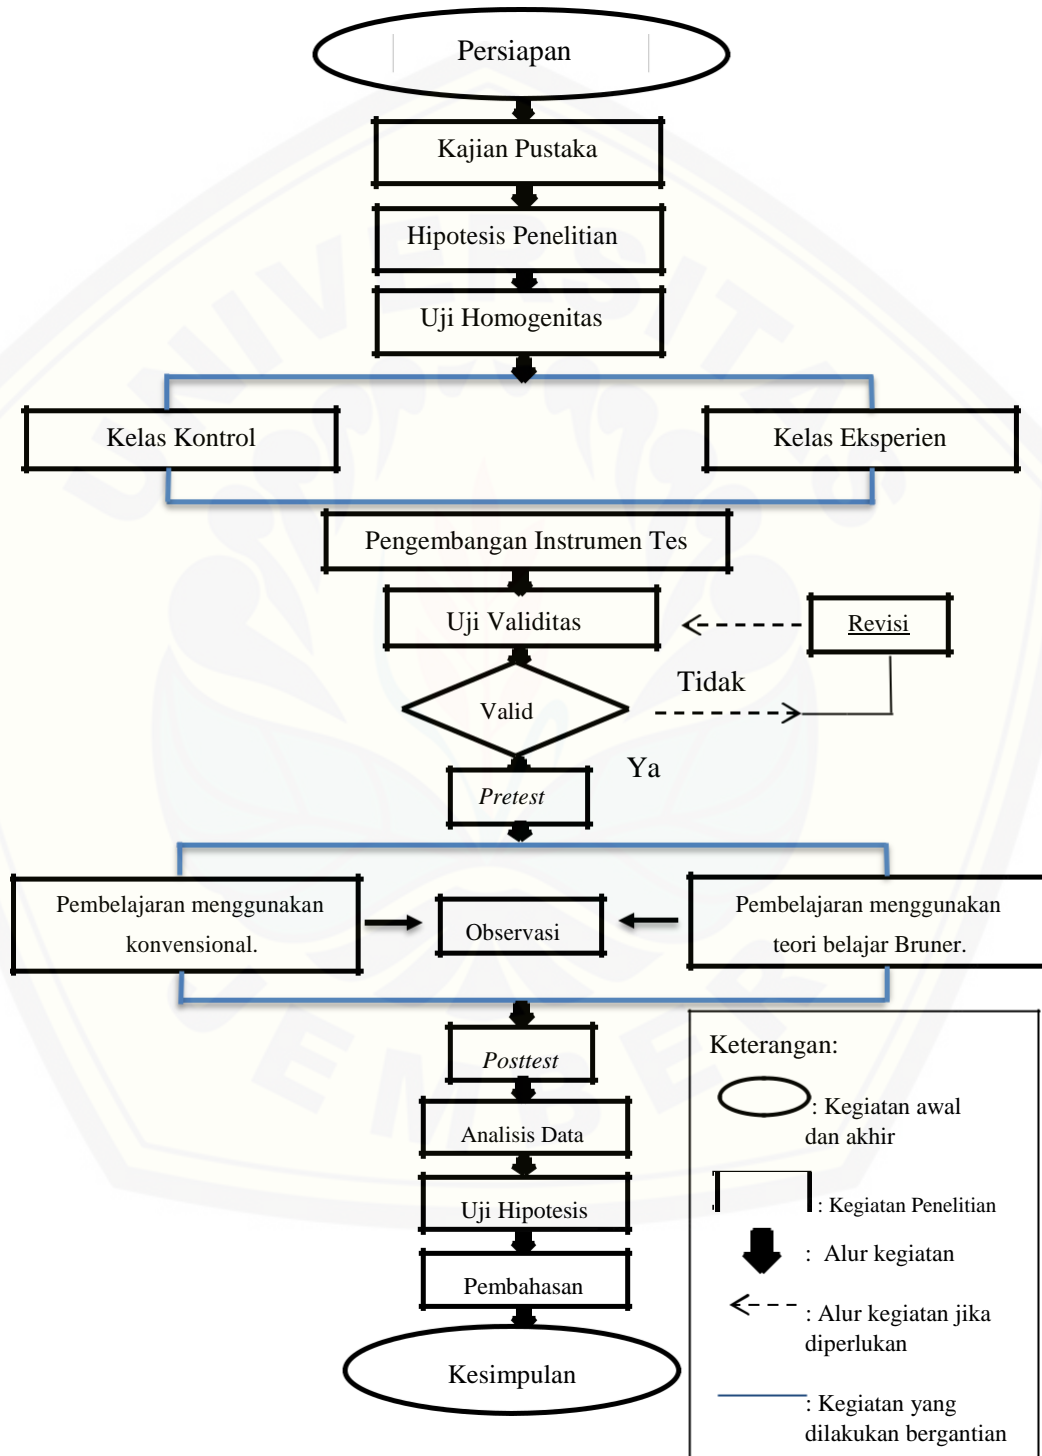 Persiapan
Kajian Pustaka
Hipotesis Penelitian
Uji Homogenitas
Kelas Kontrol
Kelas Eksperien
Pengembangan Instrumen Tes
Uji Validitas
Revisi
Tidak
Valid
Ya
Pretest
Pembelajaran menggunakan
konvensional.
Observasi
Pembelajaran menggunakan
teori belajar Bruner.
Posttest
Analisis Data
Uji Hipotesis
Pembahasan
Kesimpulan
Keterangan:
: Kegiatan awal
dan akhir
: Kegiatan Penelitian
: Alur kegiatan
: Alur kegiatan jika
diperlukan
: Kegiatan yang
dilakukan bergantian
UNIVERSITAS
JEMBER